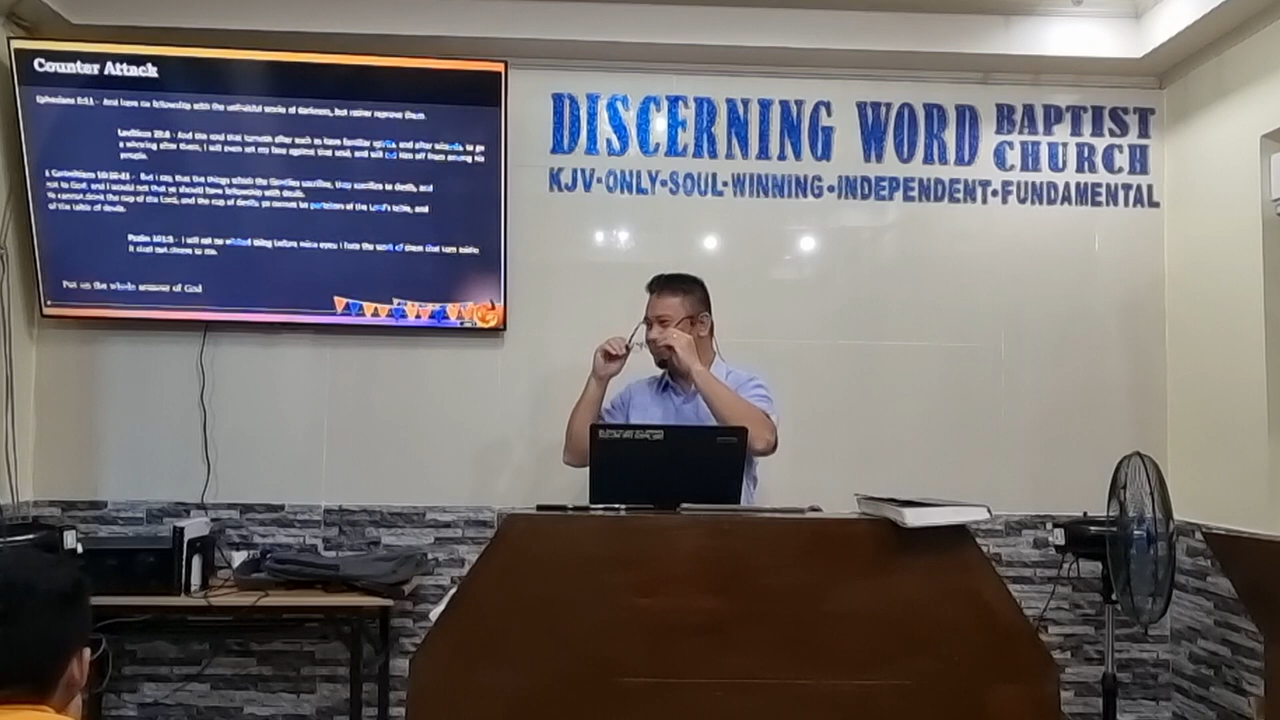 Counter Attack
Ephesians 5:11 - And have no fellowship with the unfruitful works of darkness, but rather reprove them.
Leviticus 20:6 - And the soul that turneth after such as have familiar spirits, and after wizards, to go
a whoring after them, I will even set my face against that soul, and will cut him off from among his
people.
I Corinthians 10:20-21 - But I say, that the things which the Gentiles sacrifice, they sacrifice to devils, and
not to God: and I would not that ye should have fellowship with devils.
Ye cannot drink the cup of the Lord, and the cup of devils: ye cannot be partakers of the Lord's table, and
of the table of devils.
Psalm 101:3 - I will set no wicked thing before mine eyes: I hate the work of them that turn aside;
it shall not cleave to me.
Put on the whole armour of God
DISCERNING WORD BAPTIST CHURCH
KJV-ONLY•SOUL-WINNING•INDEPENDENT•FUNDAMENTAL